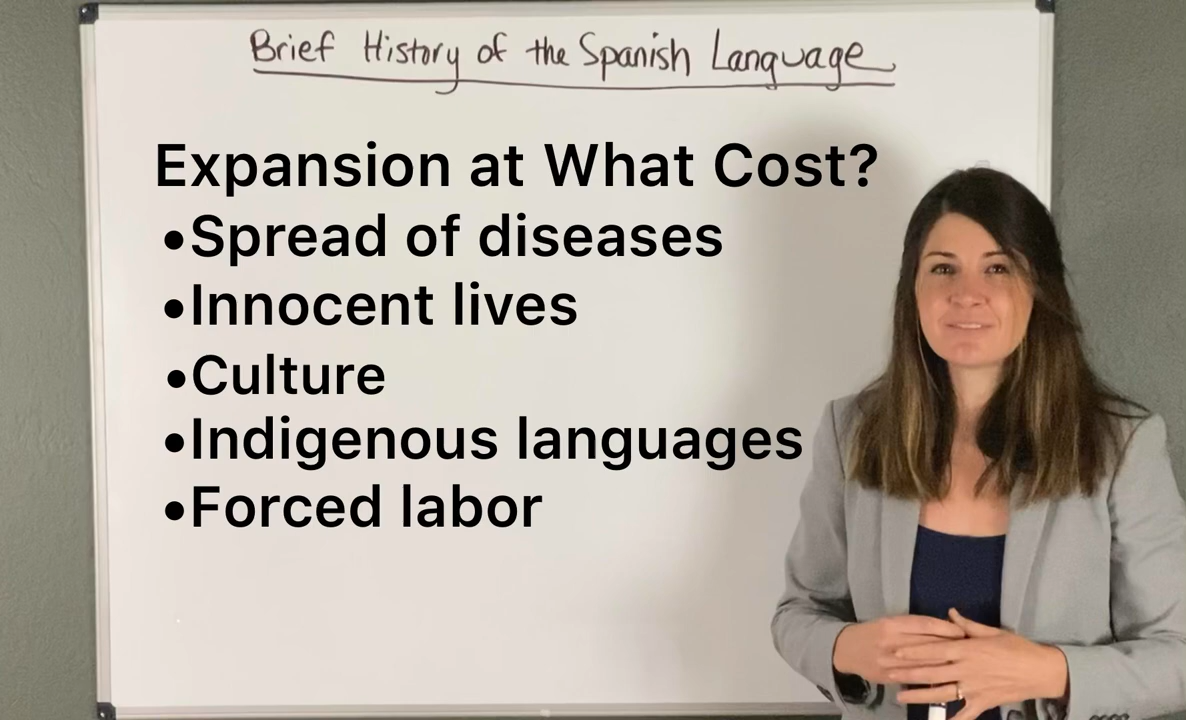 Brief History of the Spanish Language
Expansion at What Cost?
•Spread of diseases
•Innocent lives
•Culture
•Indigenous languages
•Forced labor